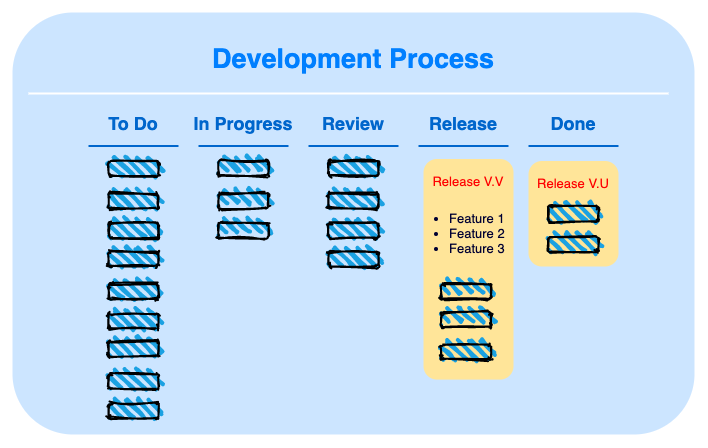 Development Process
To Do
In Progress
Review
Release
Done
Release V.V
• Feature 1
• Feature 2
• Feature 3
Release V.U